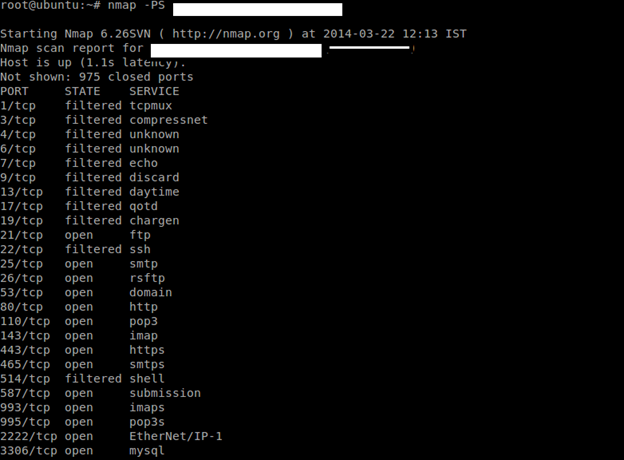 root@ubuntu:~# nmap -PS
Starting Nmap 6.26SVN ( http://nmap.org ) at 2014-03-22 12:13 IST
Nmap scan report for
Host is up (1.1s latency).
Not shown: 975 closed ports
PORT STATE SERVICE
1/tcp filtered tcpmux
3/tcp filtered compressnet
4/tcp filtered unknown
6/tcp filtered unknown
7/tcp filtered echo
9/tcp filtered discard
13/tcp filtered daytime
17/tcp filtered qotd
19/tcp filtered chargen
21/tcp open ftp
22/tcp filtered ssh
25/tcp open smtp
26/tcp open rsftp
53/tcp open domain
80/tcp open http
110/tcp open pop3
143/tcp open imap
443/tcp open https
465/tcp open smtps
514/tcp filtered shell
587/tcp open submission
993/tcp open imaps
995/tcp open pop3s
2222/tcp open EtherNet/IP-1
3306/tcp open mysql